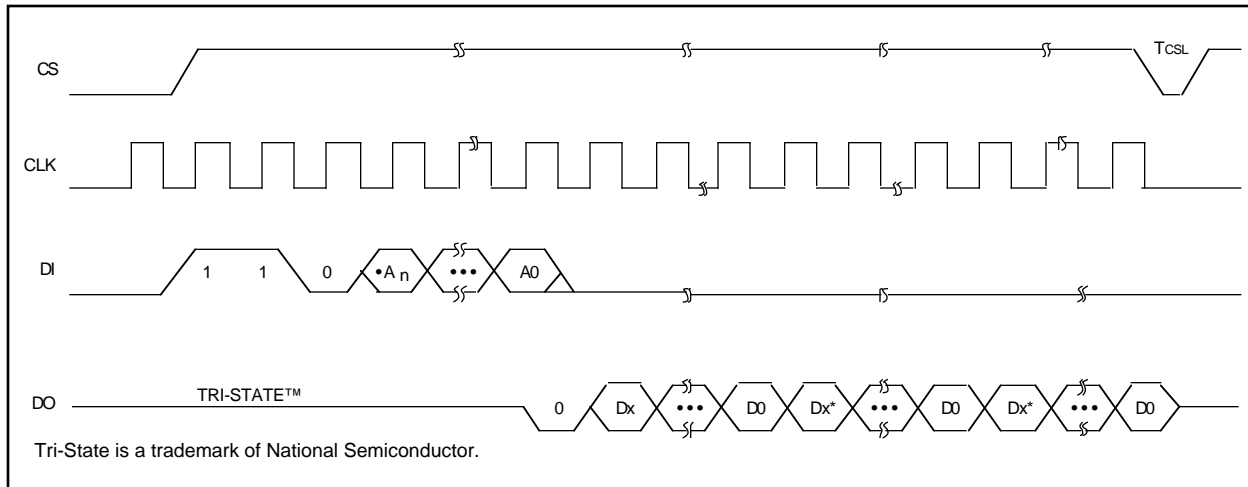 CS
TCSL
CLK
DI
1 1 0 •An ••• A0
DO
TRI-STATE™
0 Dx ••• D0 Dx* ••• D0 Dx* ••• D0
Tri-State is a trademark of National Semiconductor.